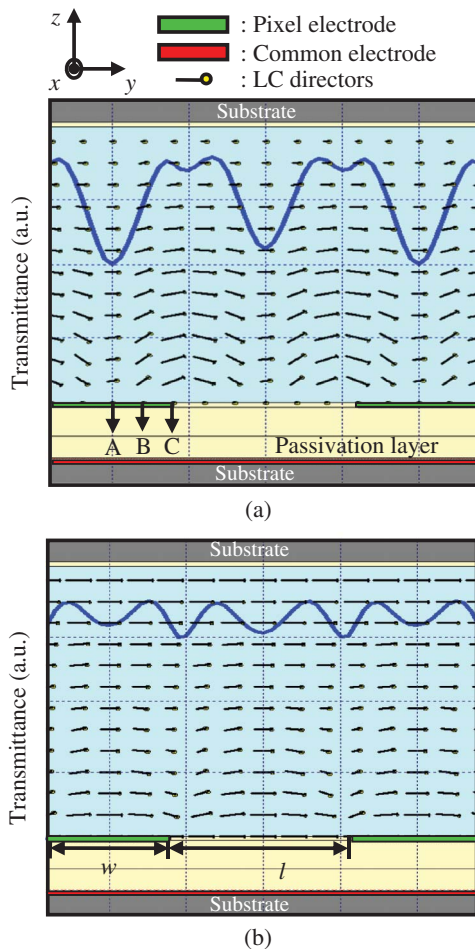 z
x y
: Pixel electrode
: Common electrode
: LC directors
Substrate
Transmittance (a.u.)
A B C
Passivation layer
Substrate
(a)
Substrate
Transmittance (a.u.)
w l
Substrate
(b)